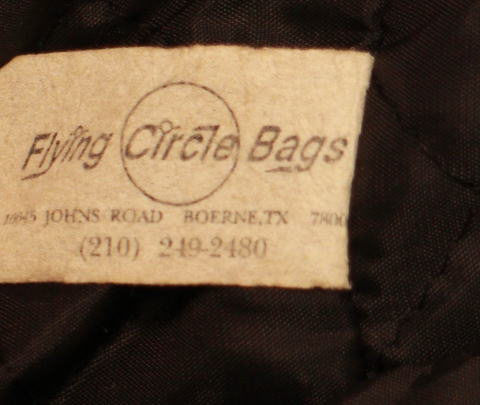 Flying Circle Bags
JOHNS ROAD BOERNE,TX
(210) 249-2480